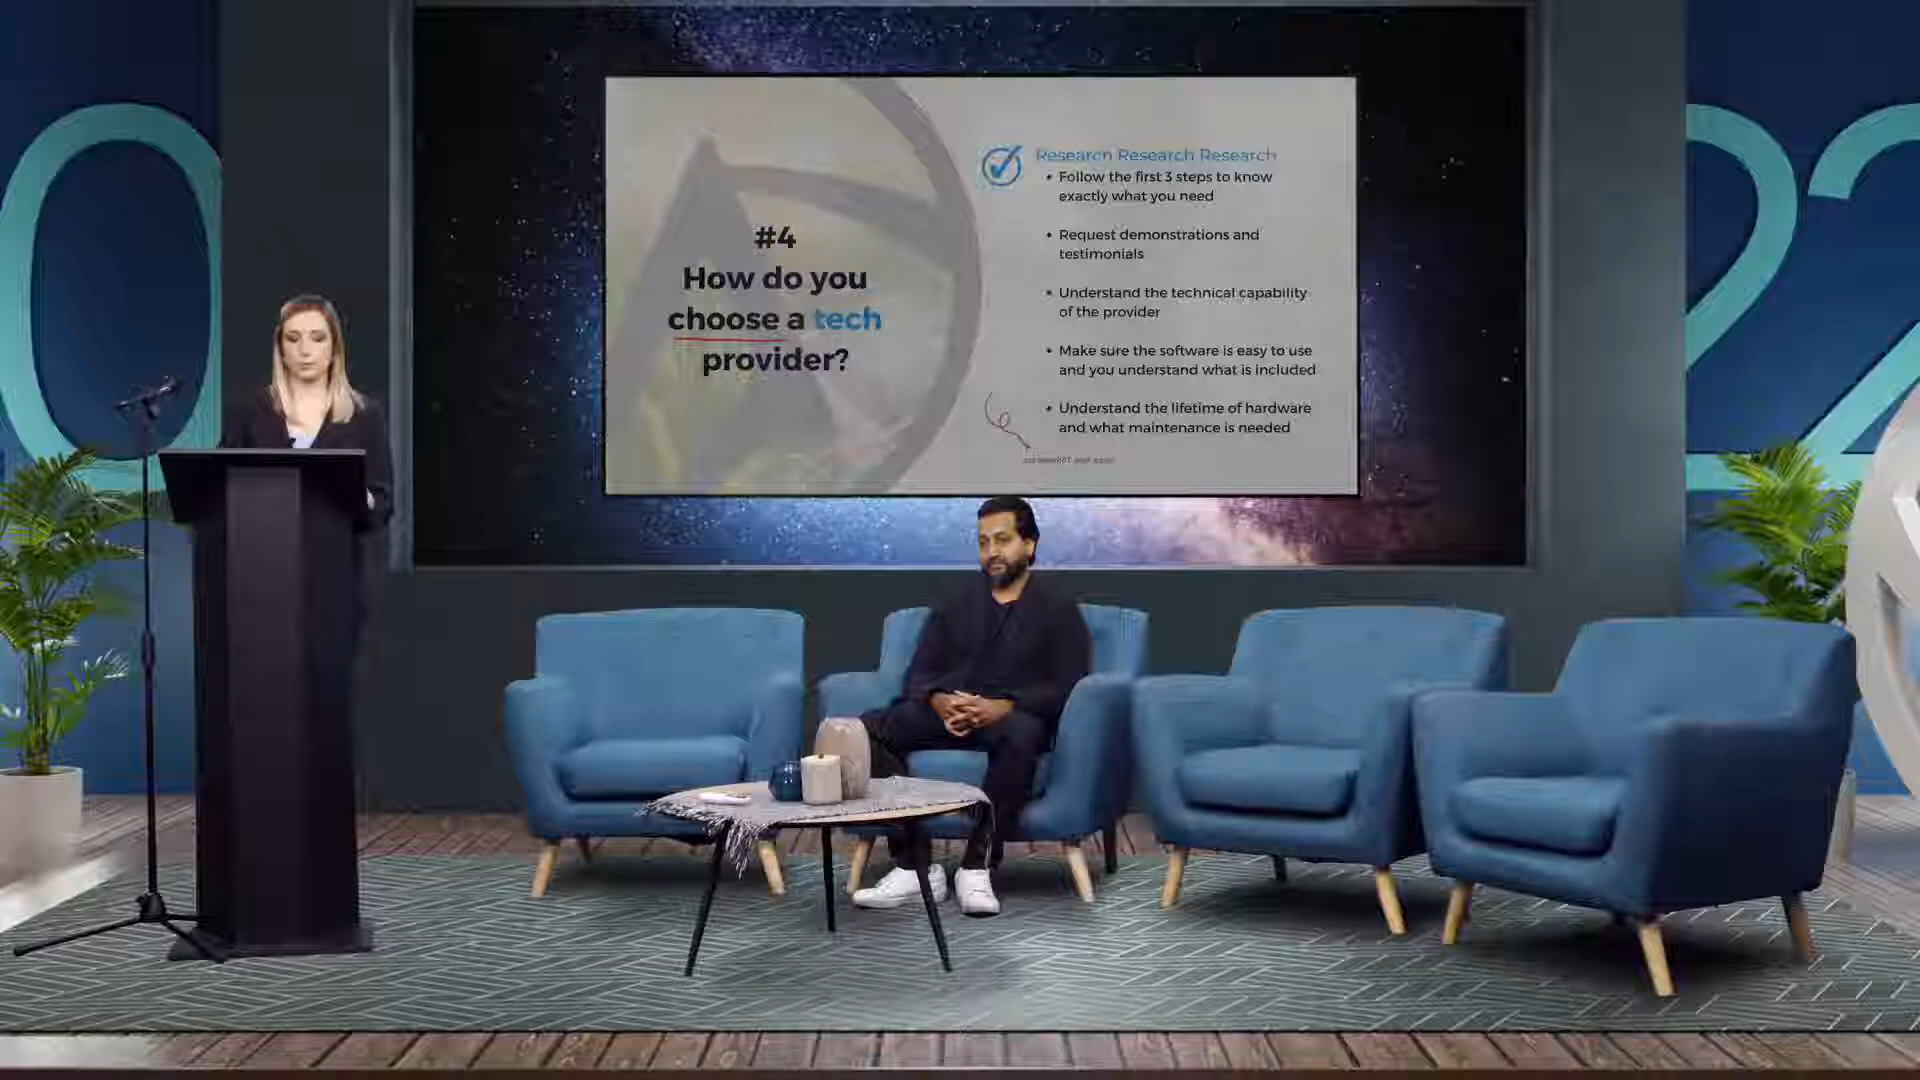 #4
How do you
choose a tech
provider?
Research Research Research
• Follow the first 3 steps to know
exactly what you need
• Request demonstrations and
testimonials
• Understand the technical capability
of the provider
• Make sure the software is easy to use
and you understand what is included
• Understand the lifetime of hardware
and what maintenance is needed
0
22